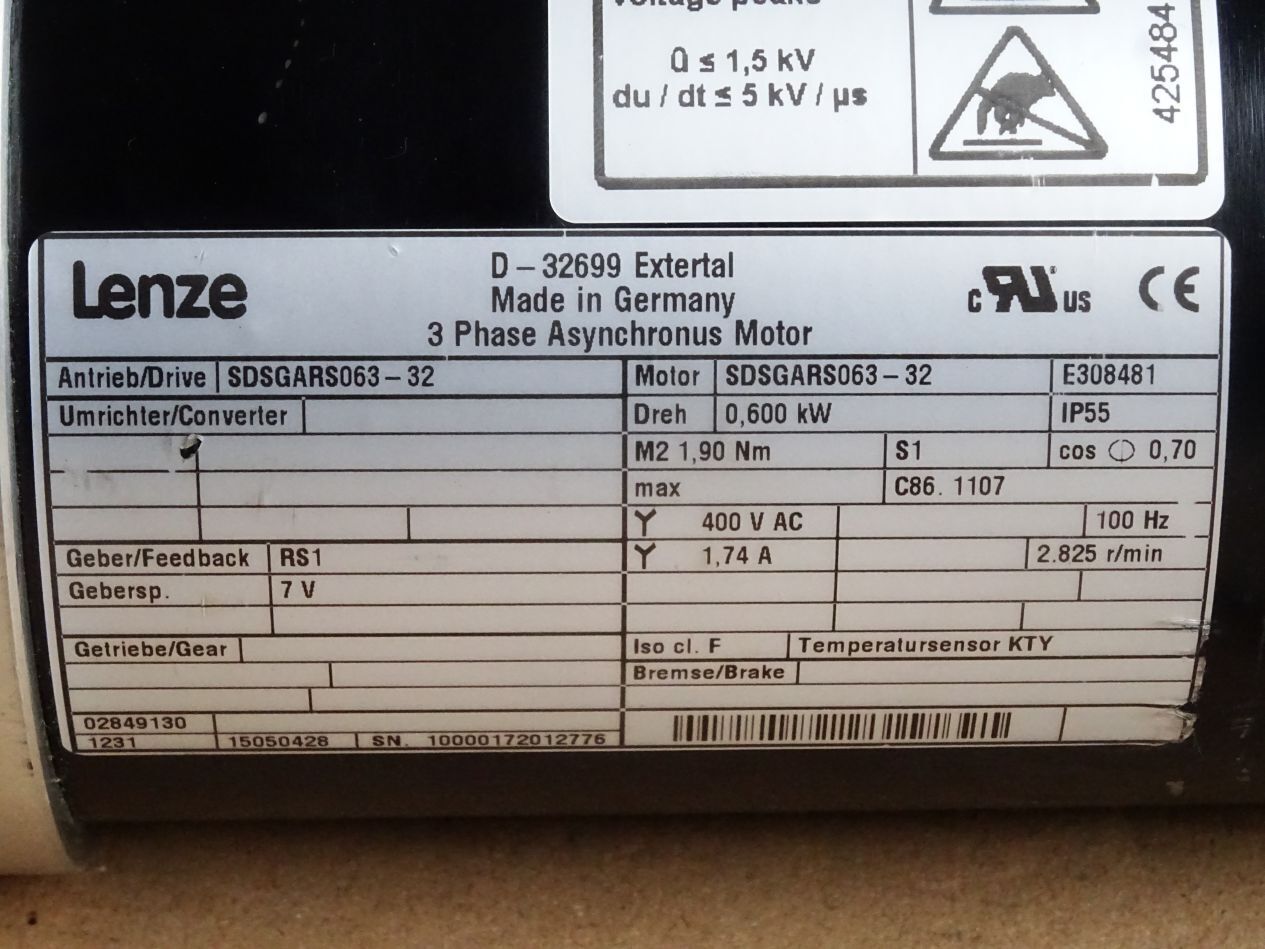 Voltage peaks
Û ≤ 1,5 kV
du / dt ≤ 5 kV / µs
425484
Lenze
D – 32699 Extertal
Made in Germany
3 Phase Asynchronus Motor
c RU US CE
Antrieb/Drive SDSGARS063 – 32
Umrichter/Converter
Geber/Feedback RS1
Gebersp. 7 V
Getriebe/Gear
02849130
1231 15050428 SN. 10000172012776
Motor SDSGARS063 – 32 E308481
Dreh 0,600 kW IP55
M2 1,90 Nm S1 cos ∅ 0,70
max C86. 1107
Y 400 V AC 100 Hz
Y 1,74 A 2.825 r/min
Iso cl. F Temperatursensor KTY
Bremse/Brake